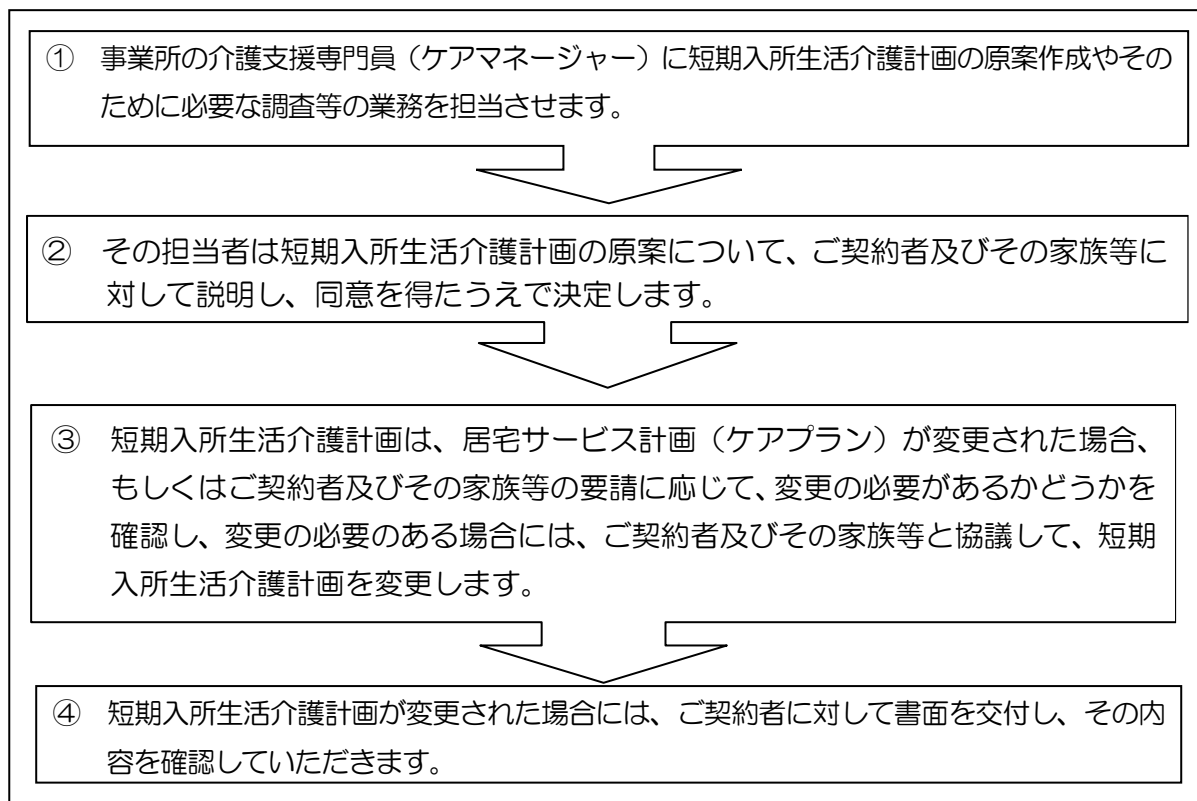 ① 事業所の介護支援専門員（ケアマネージャー）に短期入所生活介護計画の原案作成やその
ために必要な調査等の業務を担当させます。
② その担当者は短期入所生活介護計画の原案について、ご契約者及びその家族等に
対して説明し、同意を得たうえで決定します。
③ 短期入所生活介護計画は、居宅サービス計画（ケアプラン）が変更された場合、
もしくはご契約者及びその家族等の要請に応じて、変更の必要があるかどうかを
確認し、変更の必要のある場合には、ご契約者及びその家族等と協議して、短期
入所生活介護計画を変更します。
④ 短期入所生活介護計画が変更された場合には、ご契約者に対して書面を交付し、その内
容を確認していただきます。